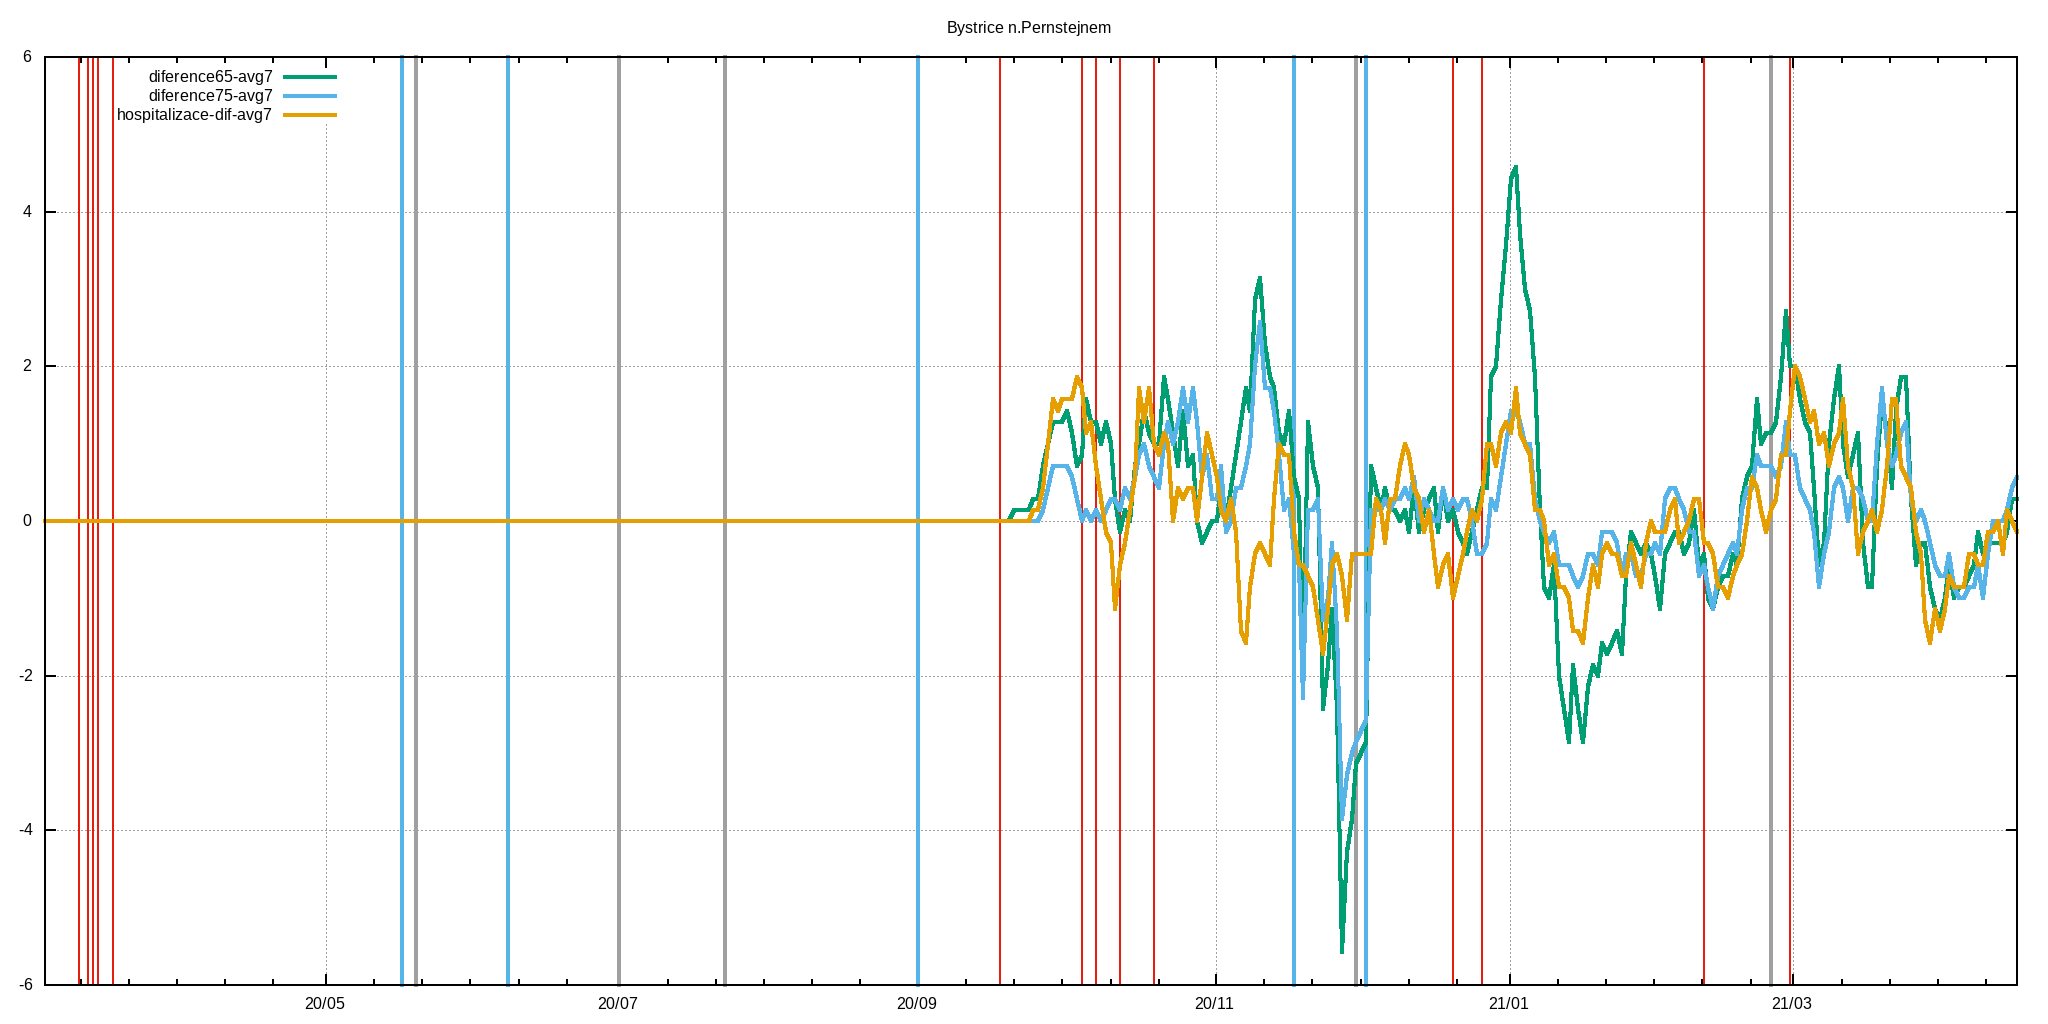 Bystrice n.Pernstejnem
6
diference65-avg7
diference75-avg7
hospitalizace-dif-avg7
4
2
0
-2
-4
-6
20/05 20/07 20/09 20/11 21/01 21/03